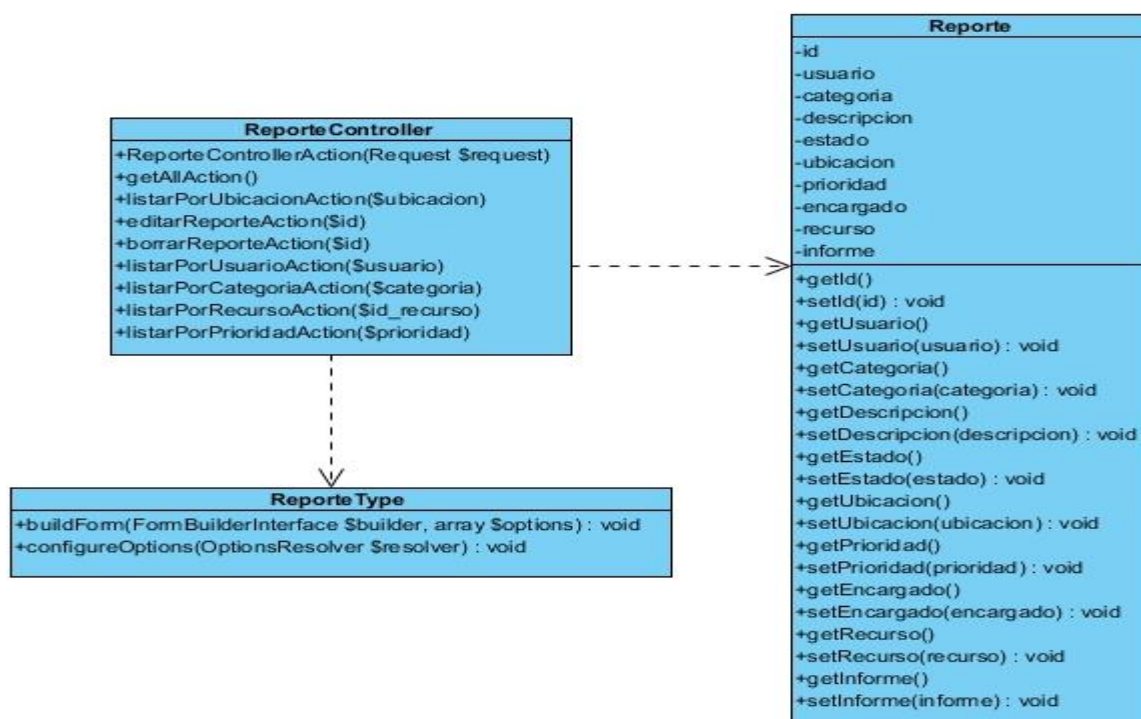 ReporteController
+ReporteControllerAction(Request $request)
+getAllAction()
+listarPorUbicacionAction($ubicacion)
+editarReporteAction($id)
+borrarReporteAction($id)
+listarPorUsuarioAction($usuario)
+listarPorCategoriaAction($categoria)
+listarPorRecursoAction($id_recurso)
+listarPorPrioridadAction($prioridad)
ReporteType
+buildForm(FormBuilderInterface $builder, array $options) : void
+configureOptions(OptionsResolver $resolver) : void
Reporte
-id
-usuario
-categoria
-descripcion
-estado
-ubicacion
-prioridad
-encargado
-recurso
-informe
+getId()
+setId(id) : void
+getUsuario()
+setUsuario(usuario) : void
+getCategoria()
+setCategoria(categoria) : void
+getDescripcion()
+setDescripcion(descripcion) : void
+getEstado()
+setEstado(estado) : void
+getUbicacion()
+setUbicacion(ubicacion) : void
+getPrioridad()
+setPrioridad(prioridad) : void
+getEncargado()
+setEncargado(encargado) : void
+getRecurso()
+setRecurso(recurso) : void
+getInforme()
+setInforme(informe) : void